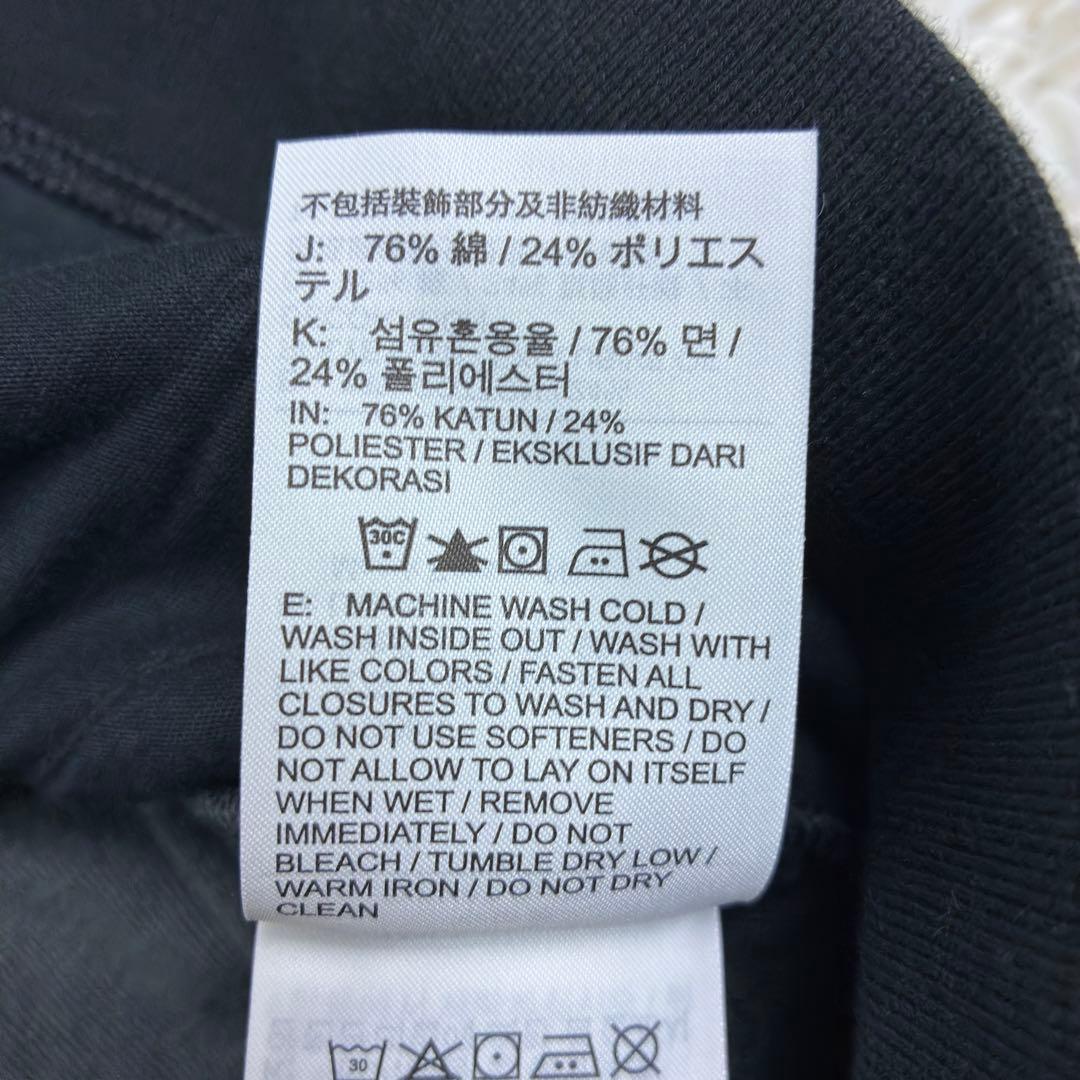 不包括裝飾部分及非紡織材料
J: 76% 綿 / 24% ポリエス
テル
K: 섬유혼용율 / 76% 면 /
24% 폴리에스터
IN: 76% KATUN / 24%
POLIESTER / EKSKLUSIF DARI
DEKORASI
30C
E: MACHINE WASH COLD /
WASH INSIDE OUT / WASH WITH
LIKE COLORS / FASTEN ALL
CLOSURES TO WASH AND DRY /
DO NOT USE SOFTENERS / DO
NOT ALLOW TO LAY ON ITSELF
WHEN WET / REMOVE
IMMEDIATELY / DO NOT
BLEACH / TUMBLE DRY LOW /
WARM IRON / DO NOT DRY
CLEAN
30